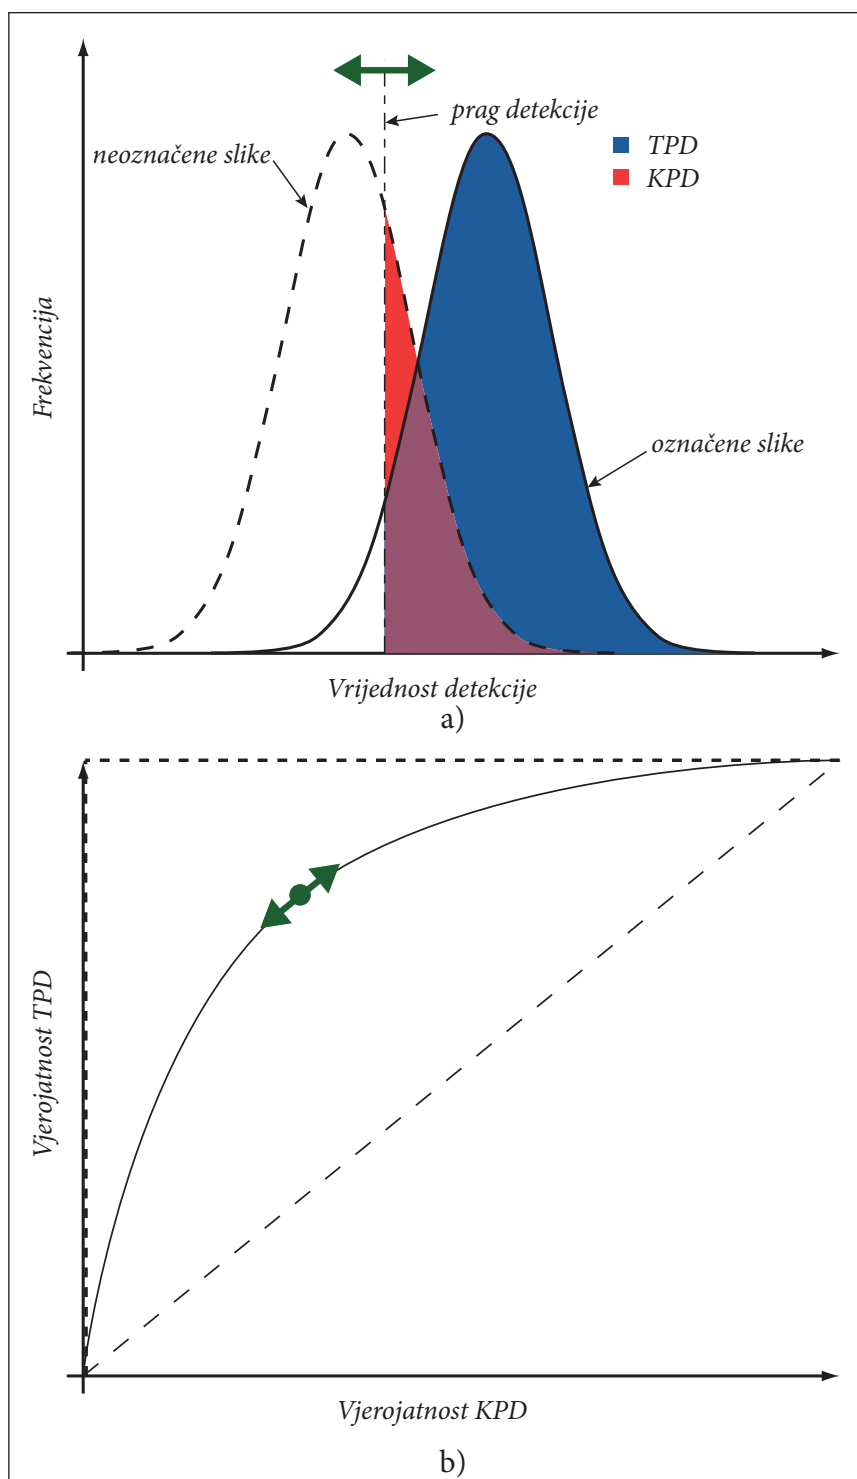 prag detekcije
neoznačene slike
TPD
KPD
Frekvencija
označene slike
Vrijednost detekcije
a)
Vjerojatnost TPD
Vjerojatnost KPD
b)